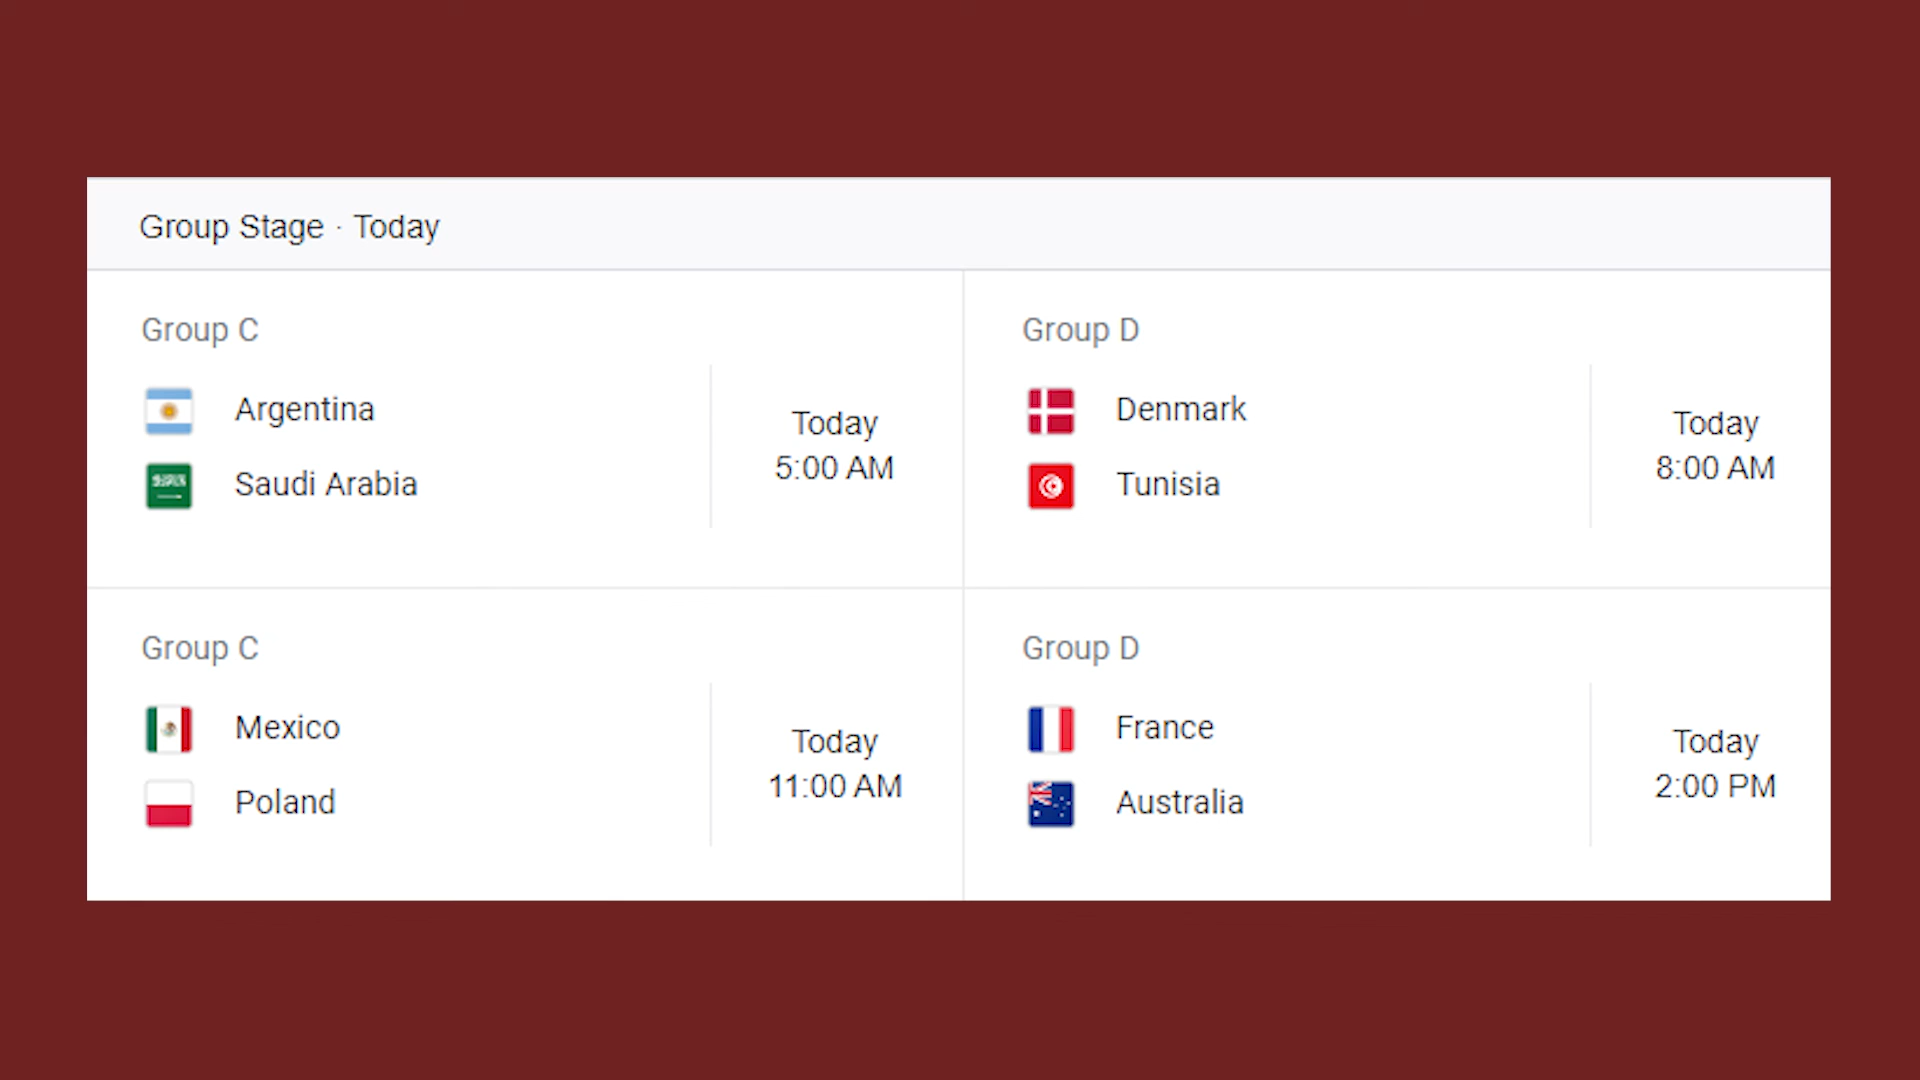 Group Stage · Today
Group C
Argentina
Saudi Arabia
Today
5:00 AM
Group D
Denmark
Tunisia
Today
8:00 AM
Group C
Mexico
Poland
Today
11:00 AM
Group D
France
Australia
Today
2:00 PM